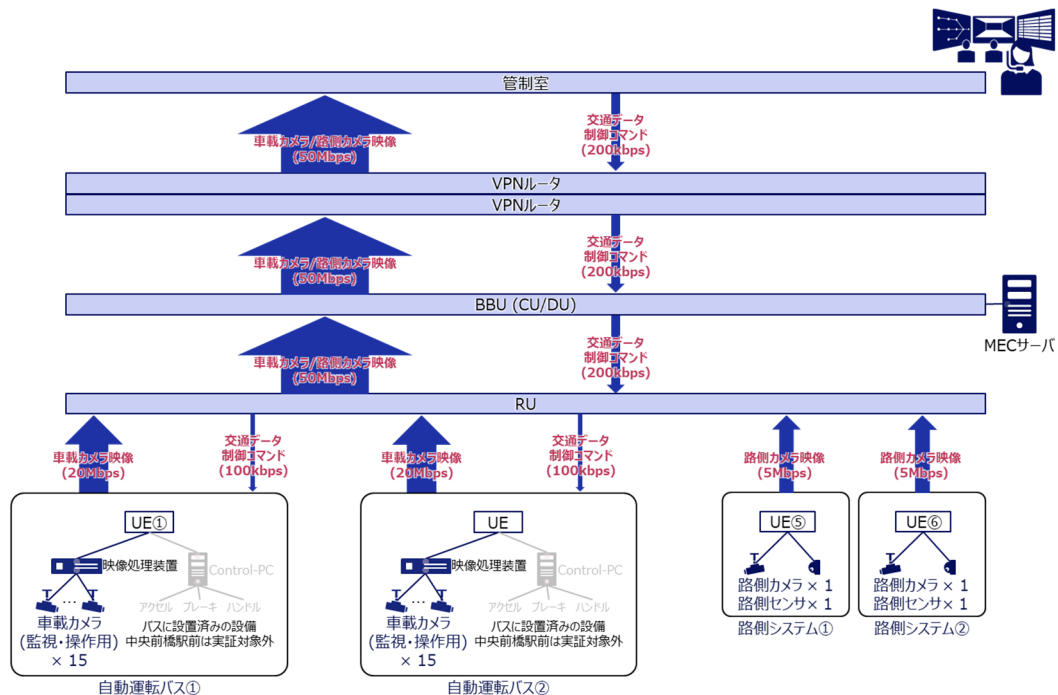 管制室
車載カメラ/路側カメラ映像
(50Mbps)
交通データ
制御コマンド
(200kbps)
VPNルータ
VPNルータ
車載カメラ/路側カメラ映像
(50Mbps)
交通データ
制御コマンド
(200kbps)
BBU (CU/DU)
MECサーバ
車載カメラ/路側カメラ映像
(50Mbps)
交通データ
制御コマンド
(200kbps)
RU
車載カメラ映像
(20Mbps)
交通データ
制御コマンド
(100kbps)
車載カメラ映像
(20Mbps)
交通データ
制御コマンド
(100kbps)
路側カメラ映像
(5Mbps)
路側カメラ映像
(5Mbps)
UE①
映像処理装置
Control-PC
アクセル ブレーキ ハンドル
…
車載カメラ
(監視・操作用)
× 15
バスに設置済みの設備
中央前橋駅前は実証対象外
自動運転バス①
UE
映像処理装置
Control-PC
アクセル ブレーキ ハンドル
…
車載カメラ
(監視・操作用)
× 15
バスに設置済みの設備
中央前橋駅前は実証対象外
自動運転バス②
UE⑤
路側カメラ × 1
路側センサ × 1
路側システム①
UE⑥
路側カメラ × 1
路側センサ × 1
路側システム②